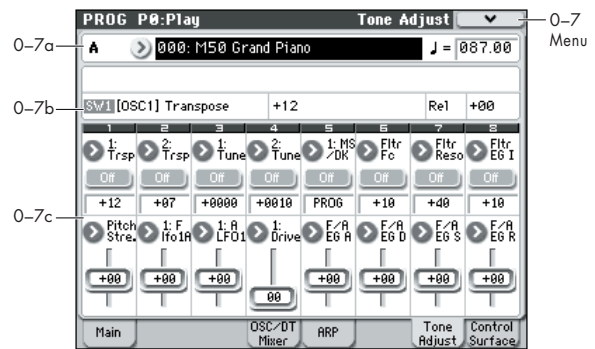 PROG P0:Play Tone Adjust
0–7 Menu
0–7a
A 000: M50 Grand Piano ♩ = 087.00
0–7b
SW1 [OSC1] Transpose +12 Rel +00
1 2 3 4 5 6 7 8
1: Trsp 2: Trsp 1: Tune 2: Tune 1: MS/DK Fltr Fc Fltr Reso Fltr EG I
Off Off Off Off Off Off Off Off
0–7c
+12 +07 +0000 +0010 PROG +10 +40 +10
Pitch Stre. 1: F lfo1A 1: A LFO1 1: Drive F/A EG A F/A EG D F/A EG S F/A EG R
+00 +00 +00 00 +00 +00 +00 +00
Main OSC/DT Mixer ARP Tone Adjust Control Surface